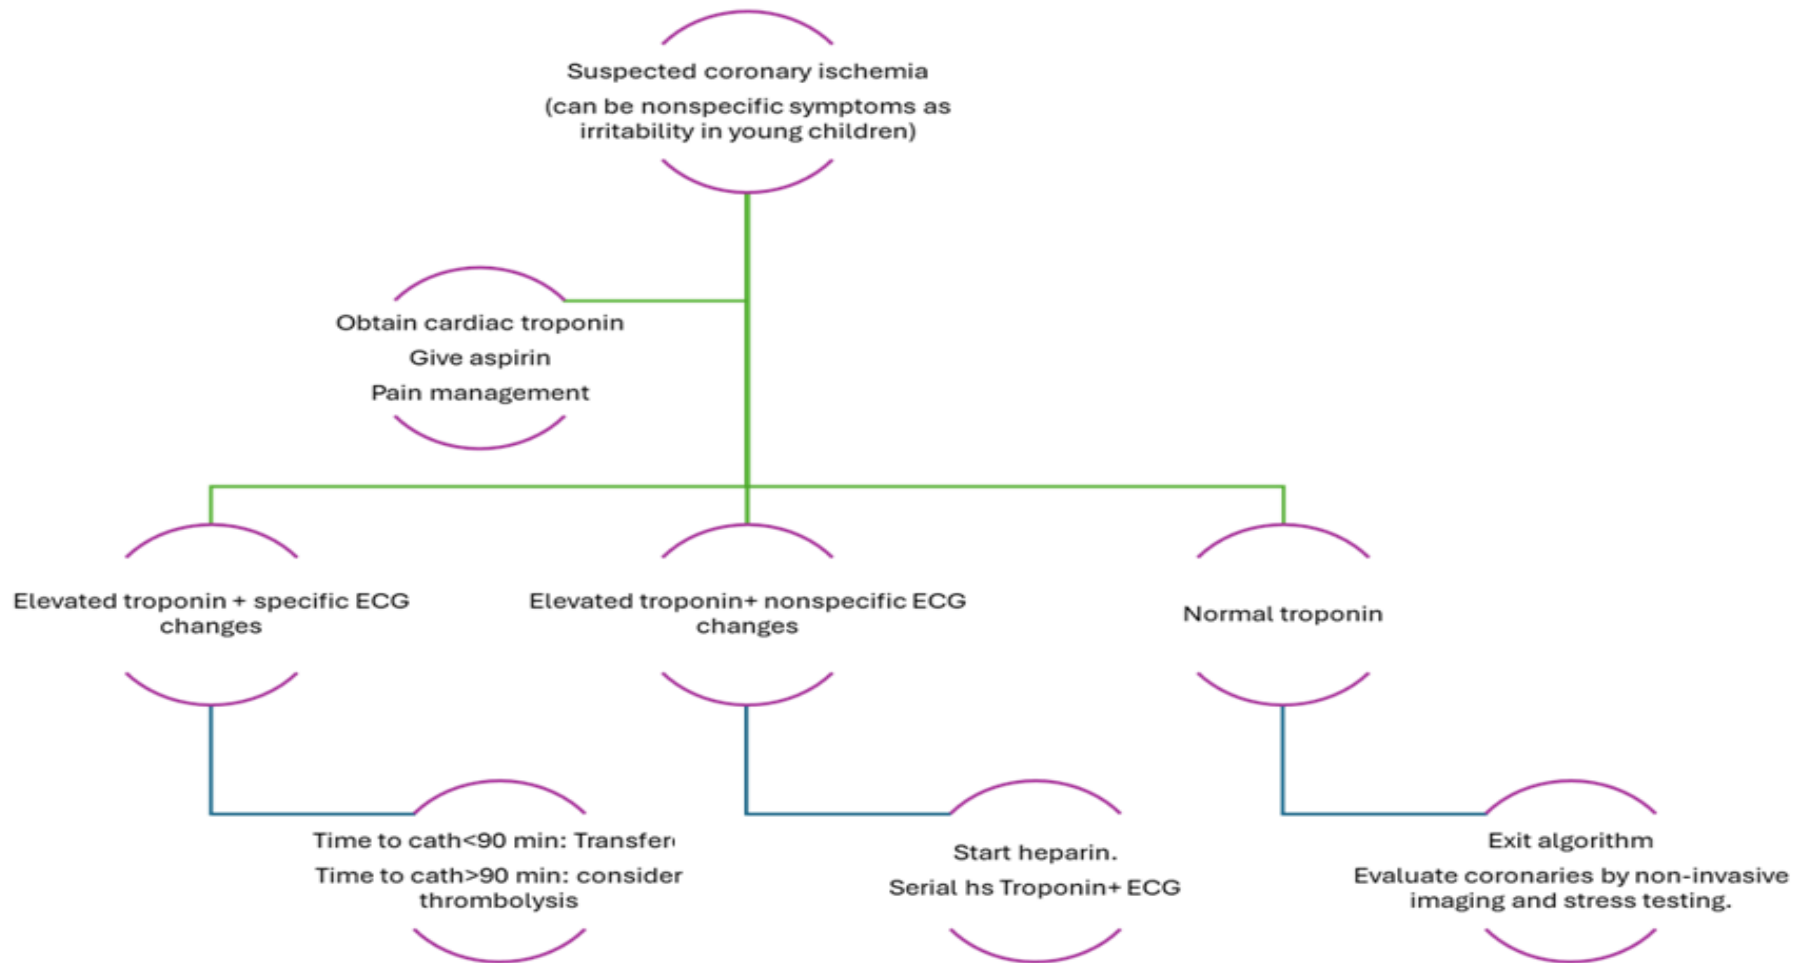 Suspected coronary ischemia
(can be nonspecific symptoms as
irritability in young children)
Obtain cardiac troponin
Give aspirin
Pain management
Elevated troponin + specific ECG
changes
Elevated troponin+ nonspecific ECG
changes
Normal troponin
Time to cath<90 min: Transfer
Time to cath>90 min: consider
thrombolysis
Start heparin.
Serial hs Troponin+ ECG
Exit algorithm
Evaluate coronaries by non-invasive
imaging and stress testing.